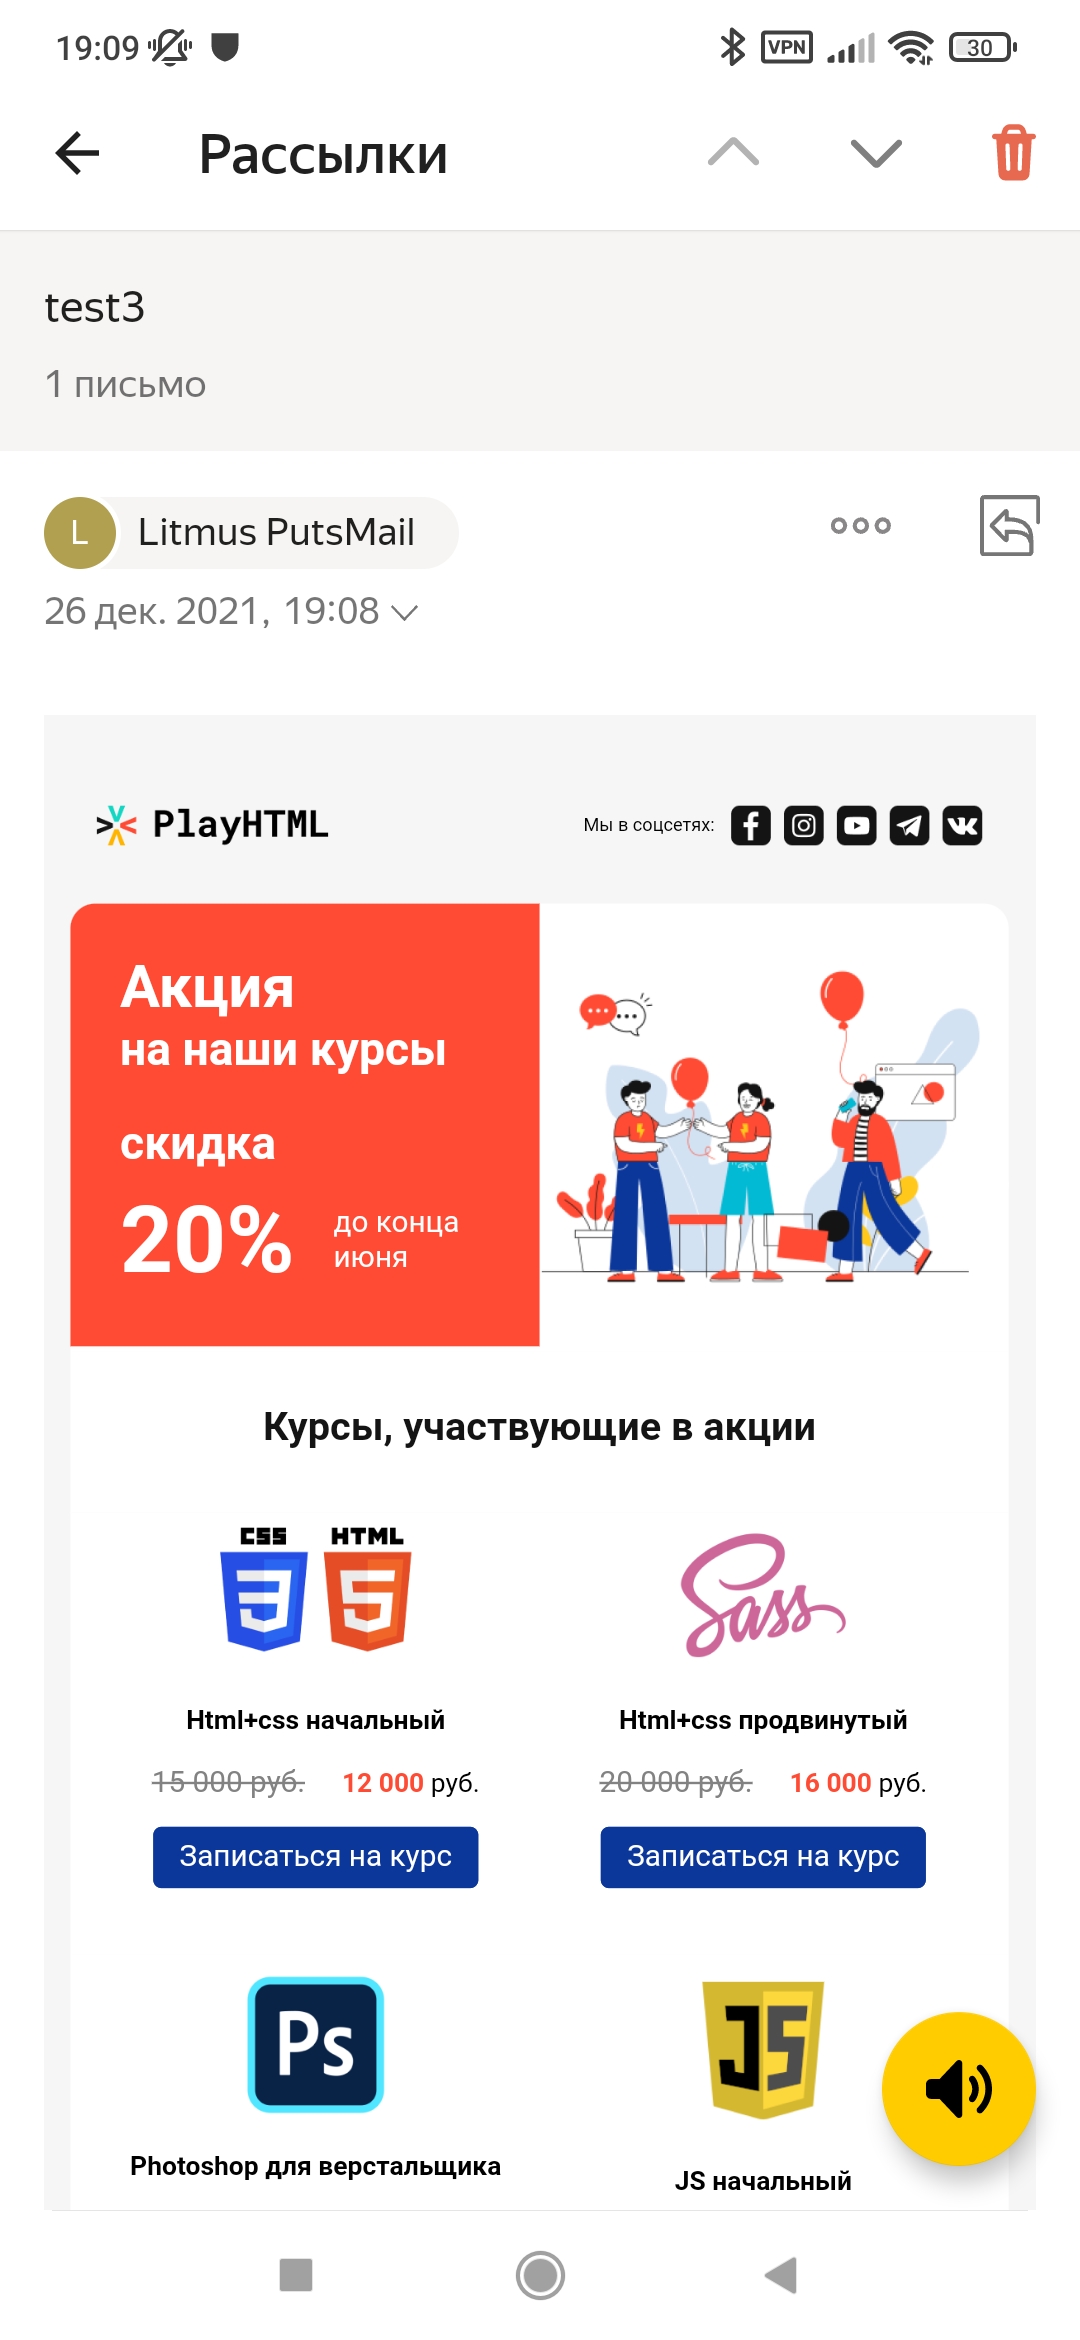 19:09
VPN
30
Рассылки
test3
1 письмо
L
Litmus PutsMail
26 дек. 2021, 19:08
PlayHTML
Мы в соцсетях:
Акция
на наши курсы
скидка
20%
до конца
июня
Курсы, участвующие в акции
CSS HTML
Sass
Html+css начальный
Html+css продвинутый
15 000 руб. 12 000 руб.
20 000 руб. 16 000 руб.
Записаться на курс
Записаться на курс
Ps
JS
Photoshop для верстальщика
JS начальный